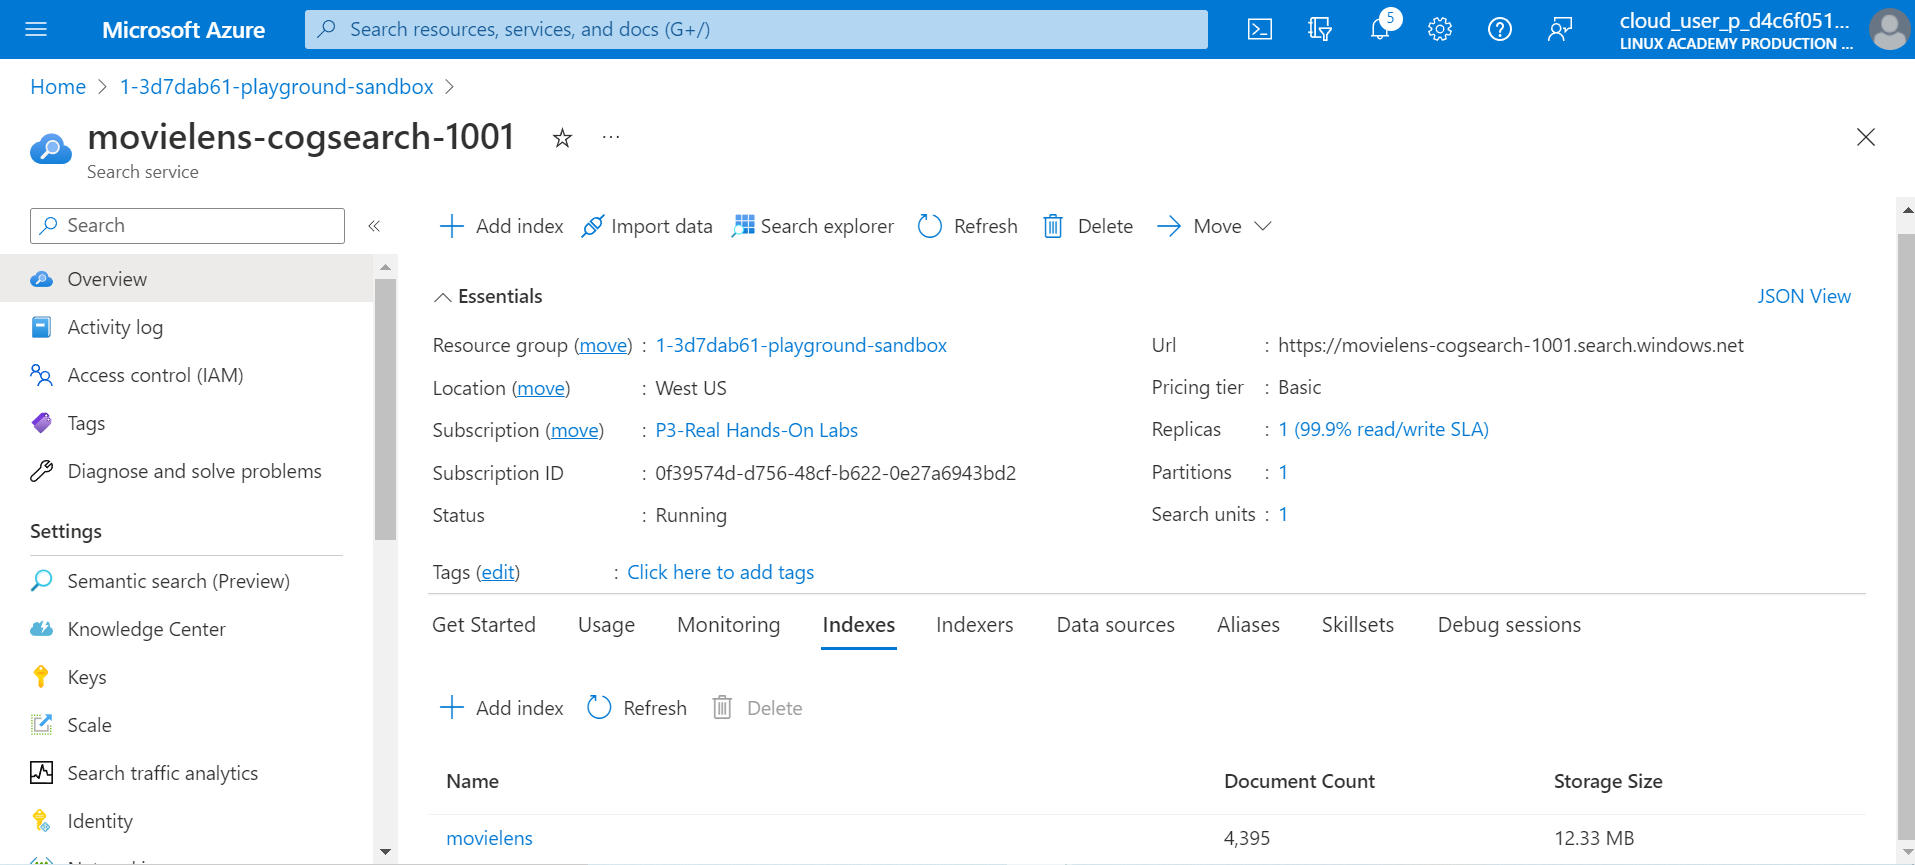 Microsoft Azure
Search resources, services, and docs (G+/)
5
cloud_user_p_d4c6f051...
LINUX ACADEMY PRODUCTION ...
Home > 1-3d7dab61-playground-sandbox >
movielens-cogsearch-1001
...
Search service
Search
«
Overview
Activity log
Access control (IAM)
Tags
Diagnose and solve problems
Settings
Semantic search (Preview)
Knowledge Center
Keys
Scale
Search traffic analytics
Identity
Add index
Import data
Search explorer
Refresh
Delete
Move
Essentials
JSON View
Resource group (move) : 1-3d7dab61-playground-sandbox
Location (move) : West US
Subscription (move) : P3-Real Hands-On Labs
Subscription ID : 0f39574d-d756-48cf-b622-0e27a6943bd2
Status : Running
Tags (edit) : Click here to add tags
Url : https://movielens-cogsearch-1001.search.windows.net
Pricing tier : Basic
Replicas : 1 (99.9% read/write SLA)
Partitions : 1
Search units : 1
Get Started Usage Monitoring Indexes Indexers Data sources Aliases Skillsets Debug sessions
Add index Refresh Delete
Name Document Count Storage Size
movielens 4,395 12.33 MB